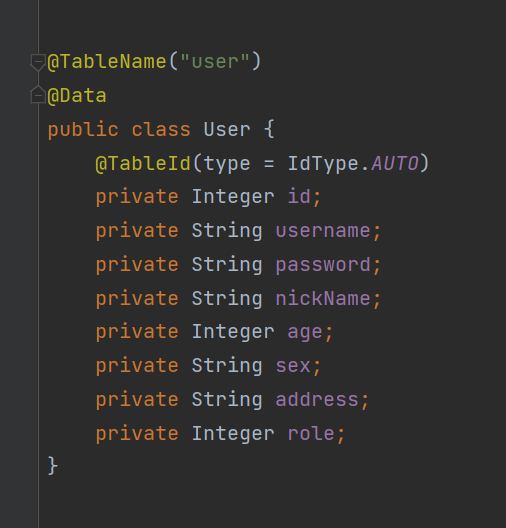 @TableName("user")
@Data
public class User {
    @TableId(type = IdType.AUTO)
    private Integer id;
    private String username;
    private String password;
    private String nickName;
    private Integer age;
    private String sex;
    private String address;
    private Integer role;
}